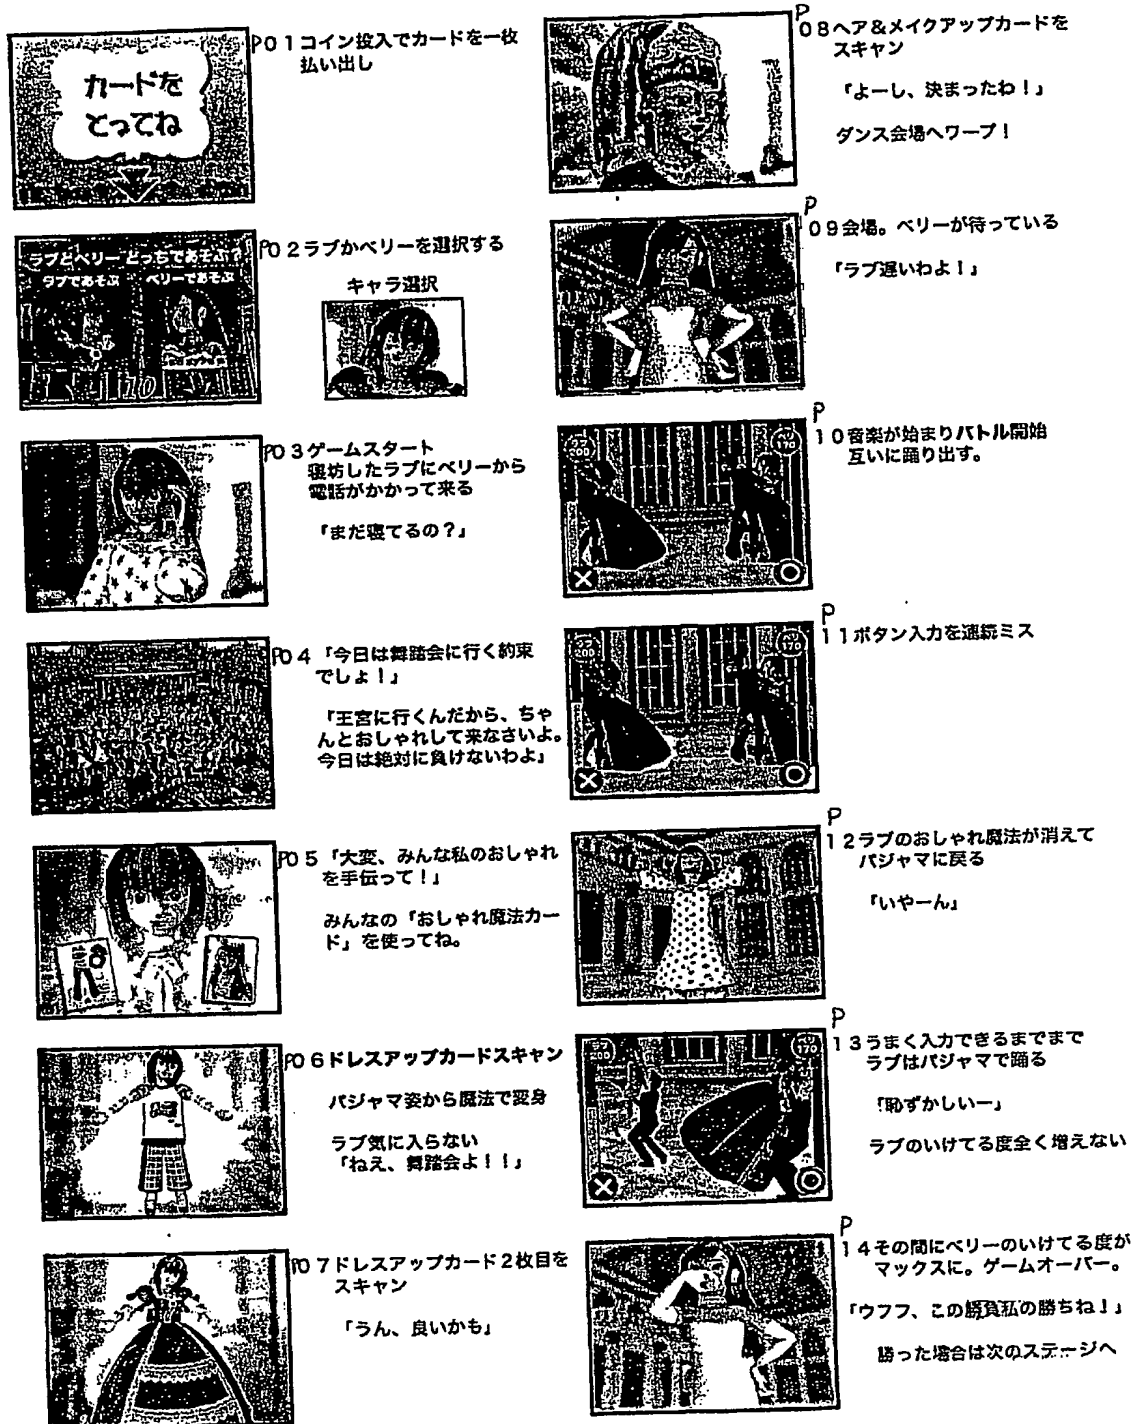 カードを
とってね
P01コイン投入でカードを一枚
払い出し
ラブとベリー どっちであそぶ?
ラブであそぶ
ベリーであそぶ
10
P02ラブかベリーを選択する
キャラ選択
P03ゲームスタート
寝坊したラブにベリーから
電話がかかって来る
「まだ寝てるの?」
P04「今日は舞踏会に行く約束
でしょ!」
「王宮に行くんだから、ちゃ
んとおしゃれして来なさいよ。
今日は絶対に負けないわよ」
P05「大変、みんな私のおしゃれ
を手伝って!」
みんなの「おしゃれ魔法カー
ド」を使ってね。
P06ドレスアップカードスキャン
パジャマ姿から魔法で変身
ラブ気に入らない
「ねえ、舞踏会よ!!」
P07ドレスアップカード2枚目を
スキャン
「うん、良いかも」
P
08ヘア&メイクアップカードを
スキャン
「よーし、決まったわ!」
ダンス会場へワープ!
P
09会場。ベリーが待っている
「ラブ遅いわよ!」
P
10音楽が始まりバトル開始
互いに踊り出す。
170
P
11ボタン入力を連続ミス
170
P
12ラブのおしゃれ魔法が消えて
パジャマに戻る
「いやーん」
P
13うまく入力できるまでまで
ラブはパジャマで踊る
「恥ずかしいー」
ラブのいけてる度全く増えない
P
14その間にベリーのいけてる度が
マックスに。ゲームオーバー。
「ウフフ、この勝負私の勝ちね!」
勝った場合は次のステージへ